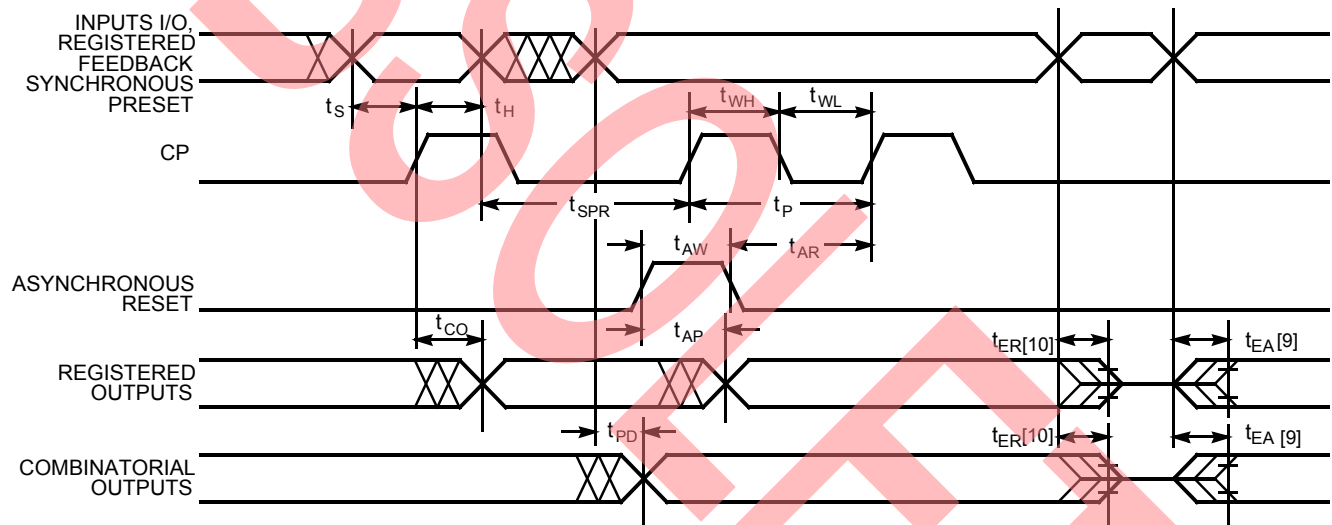 INPUTS I/O,
REGISTERED
FEEDBACK
SYNCHRONOUS
PRESET
tS
tH
tWH
tWL
CP
tSPR
tP
tAW
tAR
ASYNCHRONOUS
RESET
tCO
tAP
tER[10]
tEA[9]
REGISTERED
OUTPUTS
tPD
tER[10]
tEA[9]
COMBINATORIAL
OUTPUTS